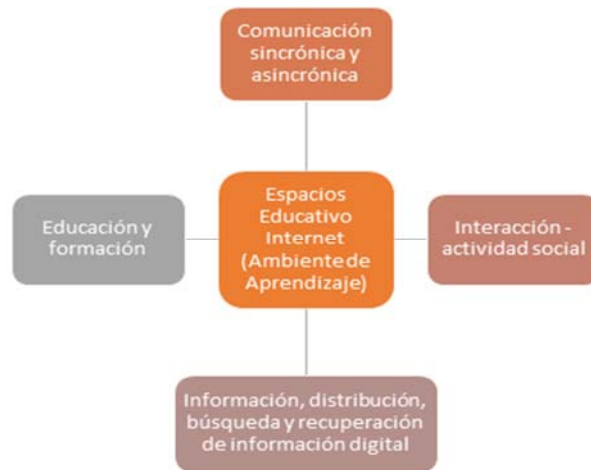 Comunicación
sincrónica y
asincrónica
Educación y
formación
Espacios
Educativo
Internet
(Ambiente de
Aprendizaje)
Interacción -
actividad social
Información, distribución,
búsqueda y recuperación
de información digital